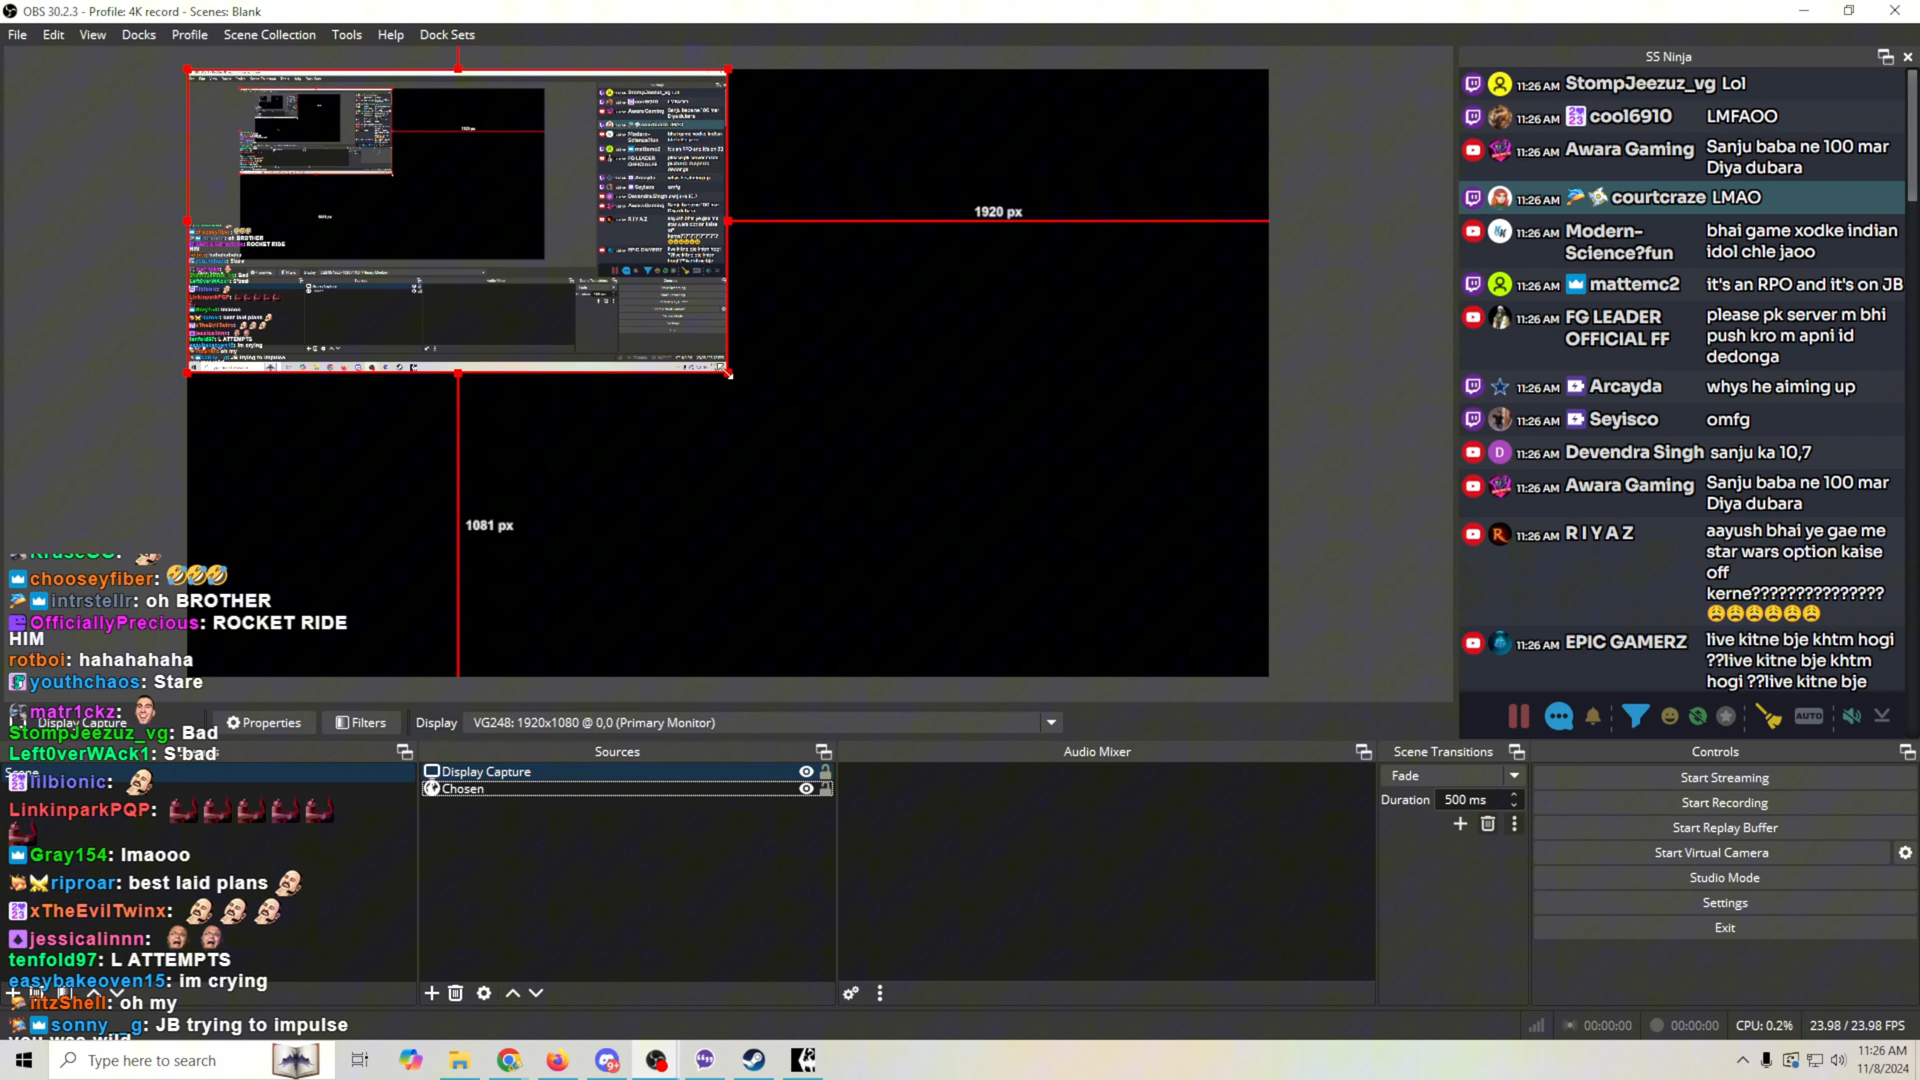 OBS 30.2.3 - Profile: 4K record - Scenes: Blank
File Edit View Docks Profile Scene Collection Tools Help Dock Sets
SS Ninja
11:26 AM StompJeezuz_vg Lol
11:26 AM cool6910 LMFAOO
11:26 AM Awara Gaming Sanju baba ne 100 mar
Diya dubara
11:26 AM courtcraze LMAO
11:26 AM Modern-Science?fun bhai game xodke indian
idol chle jaoo
11:26 AM mattemc2 it's an RPO and it's on JB
11:26 AM FG LEADER OFFICIAL FF please pk server m bhi
push kro m apni id
dedonga
11:26 AM Arcayda whys he aiming up
11:26 AM Seyisco omfg
11:26 AM Devendra Singh sanju ka 10,7
11:26 AM Awara Gaming Sanju baba ne 100 mar
Diya dubara
11:26 AM R I Y A Z aayush bhai ye gae me
star wars option kaise
off
kerne???????????????
😩😩😩😩😩😩
11:26 AM EPIC GAMERZ live kitne bje khtm hogi
??live kitne bje khtm
hogi ??live kitne bje
AUTO
1920 px
1081 px
chooseyfiber: 🤣🤣🤣
intrstellr: oh BROTHER
OfficiallyPrecious: ROCKET RIDE
HIM
rotboi: hahahahaha
youthchaos: Stare
matr1ckz:
StompJeezuz_vg: Bad
Left0verWAck1: S'bad
lilbionic:
LinkinparkPQP:
Gray154: lmaooo
riproar: best laid plans
xTheEvilTwinx:
jessicalinnn:
tenfold97: L ATTEMPTS
easybakeoven15: im crying
ritzShell: oh my
sonny__g: JB trying to impulse
Display Capture Properties Filters Display VG248: 1920x1080 @ 0,0 (Primary Monitor)
Sources
Display Capture
Chosen
Audio Mixer
Scene Transitions
Fade
Duration 500 ms
Controls
Start Streaming
Start Recording
Start Replay Buffer
Start Virtual Camera
Studio Mode
Settings
Exit
00:00:00 00:00:00 CPU: 0.2% 23.98 / 23.98 FPS
Type here to search
9+
11:26 AM
11/8/2024